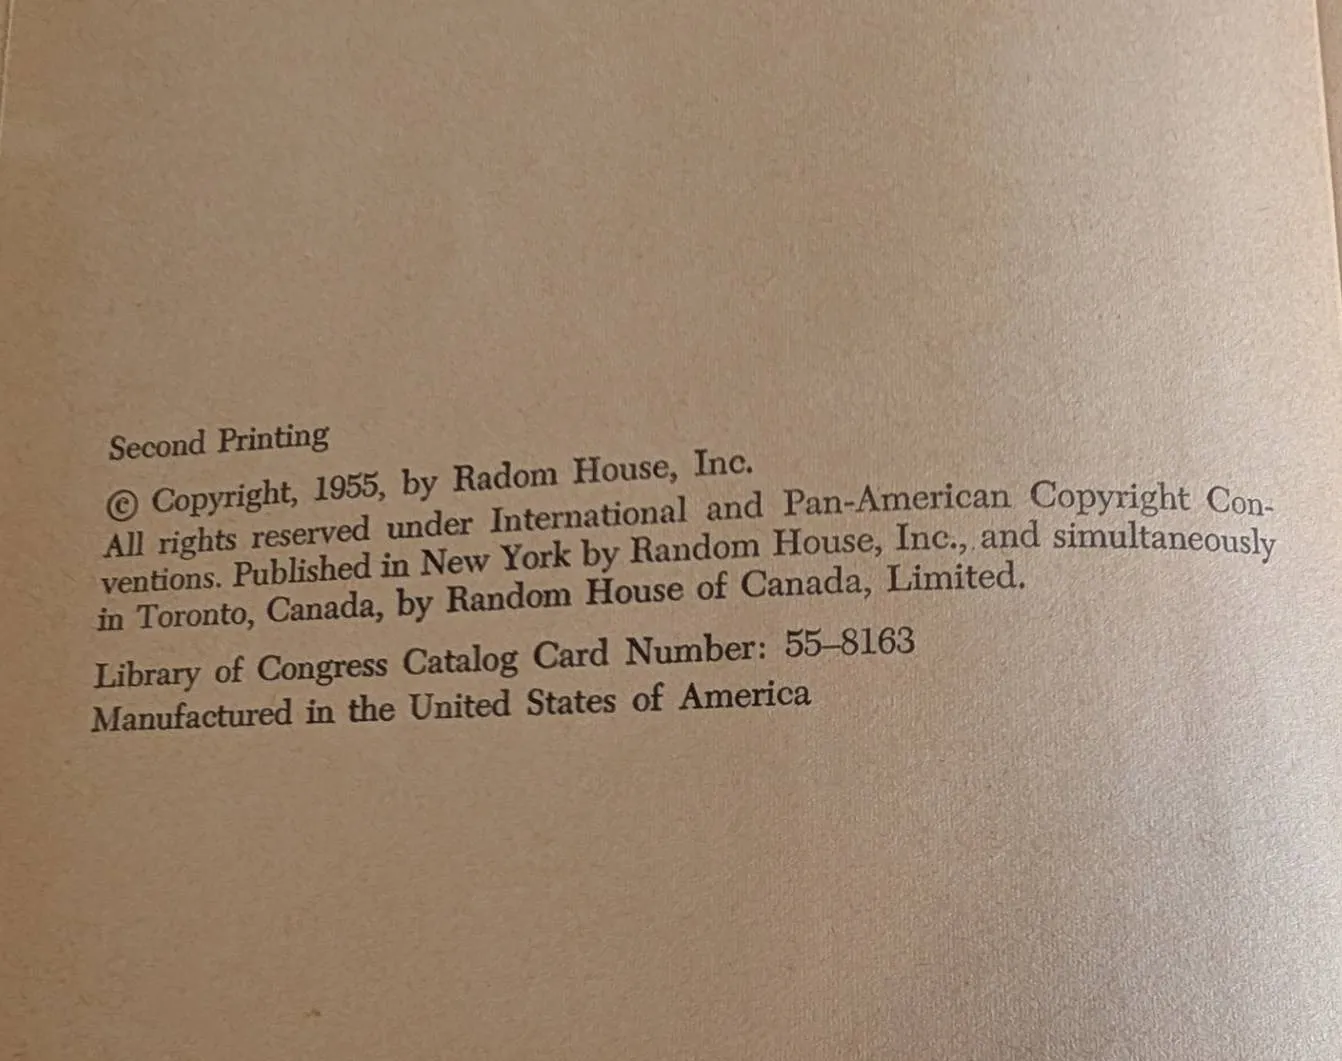 Second Printing
© Copyright, 1955, by Radom House, Inc.
All rights reserved under International and Pan-American Copyright Con-
ventions. Published in New York by Random House, Inc., and simultaneously
in Toronto, Canada, by Random House of Canada, Limited.
Library of Congress Catalog Card Number: 55–8163
Manufactured in the United States of America